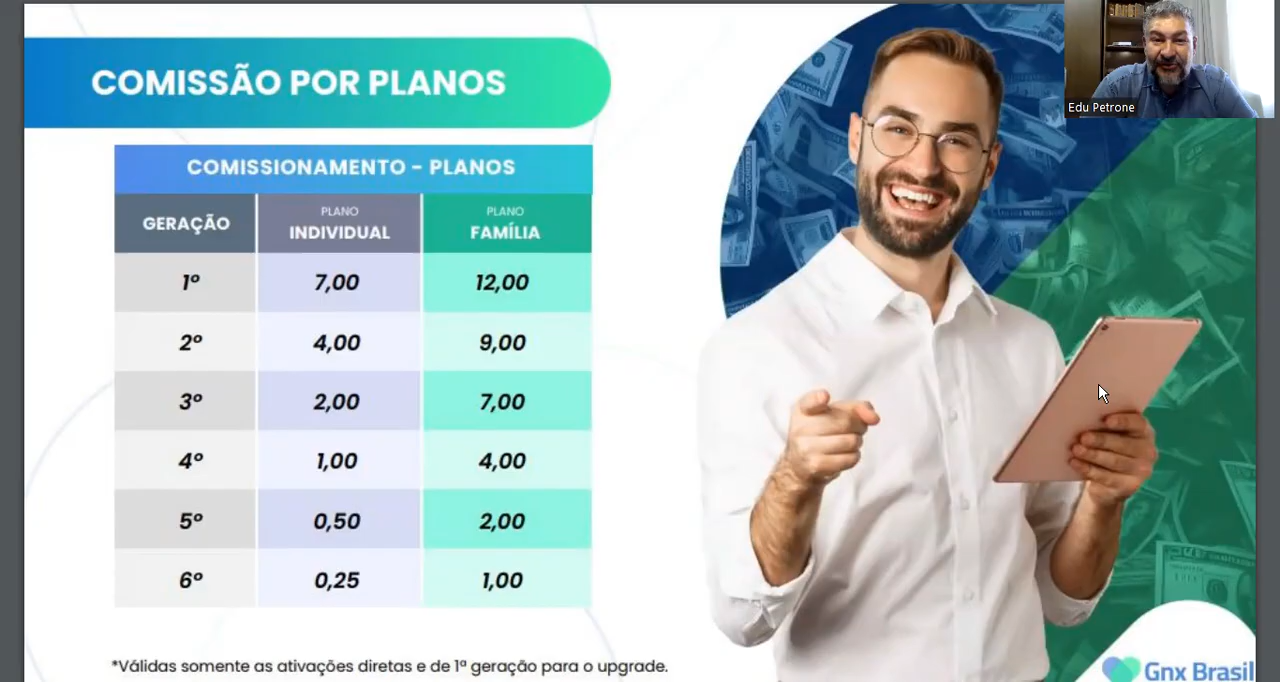 COMISSÃO POR PLANOS
COMISSIONAMENTO - PLANOS
GERAÇÃO
PLANO INDIVIDUAL
PLANO FAMÍLIA
1º 7,00 12,00
2º 4,00 9,00
3º 2,00 7,00
4º 1,00 4,00
5º 0,50 2,00
6º 0,25 1,00
*Válidas somente as ativações diretas e de 1ª geração para o upgrade.
Edu Petrone
Gnx Brasil